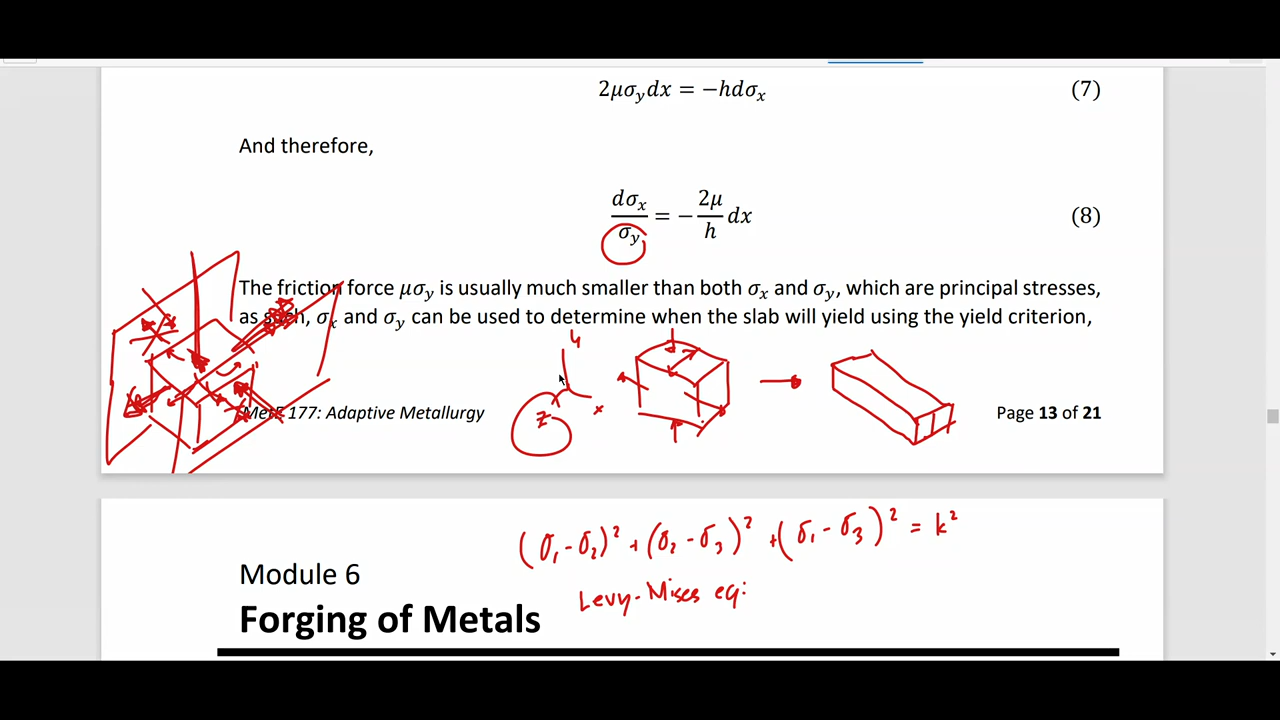 2μσ_y dx = −hdσ_x (7)
And therefore,
dσ_x/σ_y = − 2μ/h dx (8)
The friction force μσ_y is usually much smaller than both σ_x and σ_y, which are principal stresses,
as such, σ_x and σ_y can be used to determine when the slab will yield using the yield criterion,
y
z
x
MetE 177: Adaptive Metallurgy Page 13 of 21
(σ₁ - σ₂)² + (σ₂ - σ₃)² + (σ₁ - σ₃)² = k²
Module 6
Levy-Mises eq:
Forging of Metals